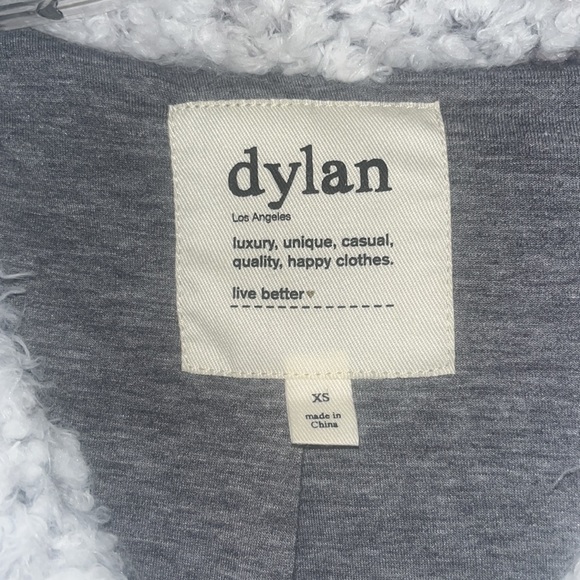 dylan
Los Angeles
luxury, unique, casual,
quality, happy clothes.
live better♥
XS
made in
China